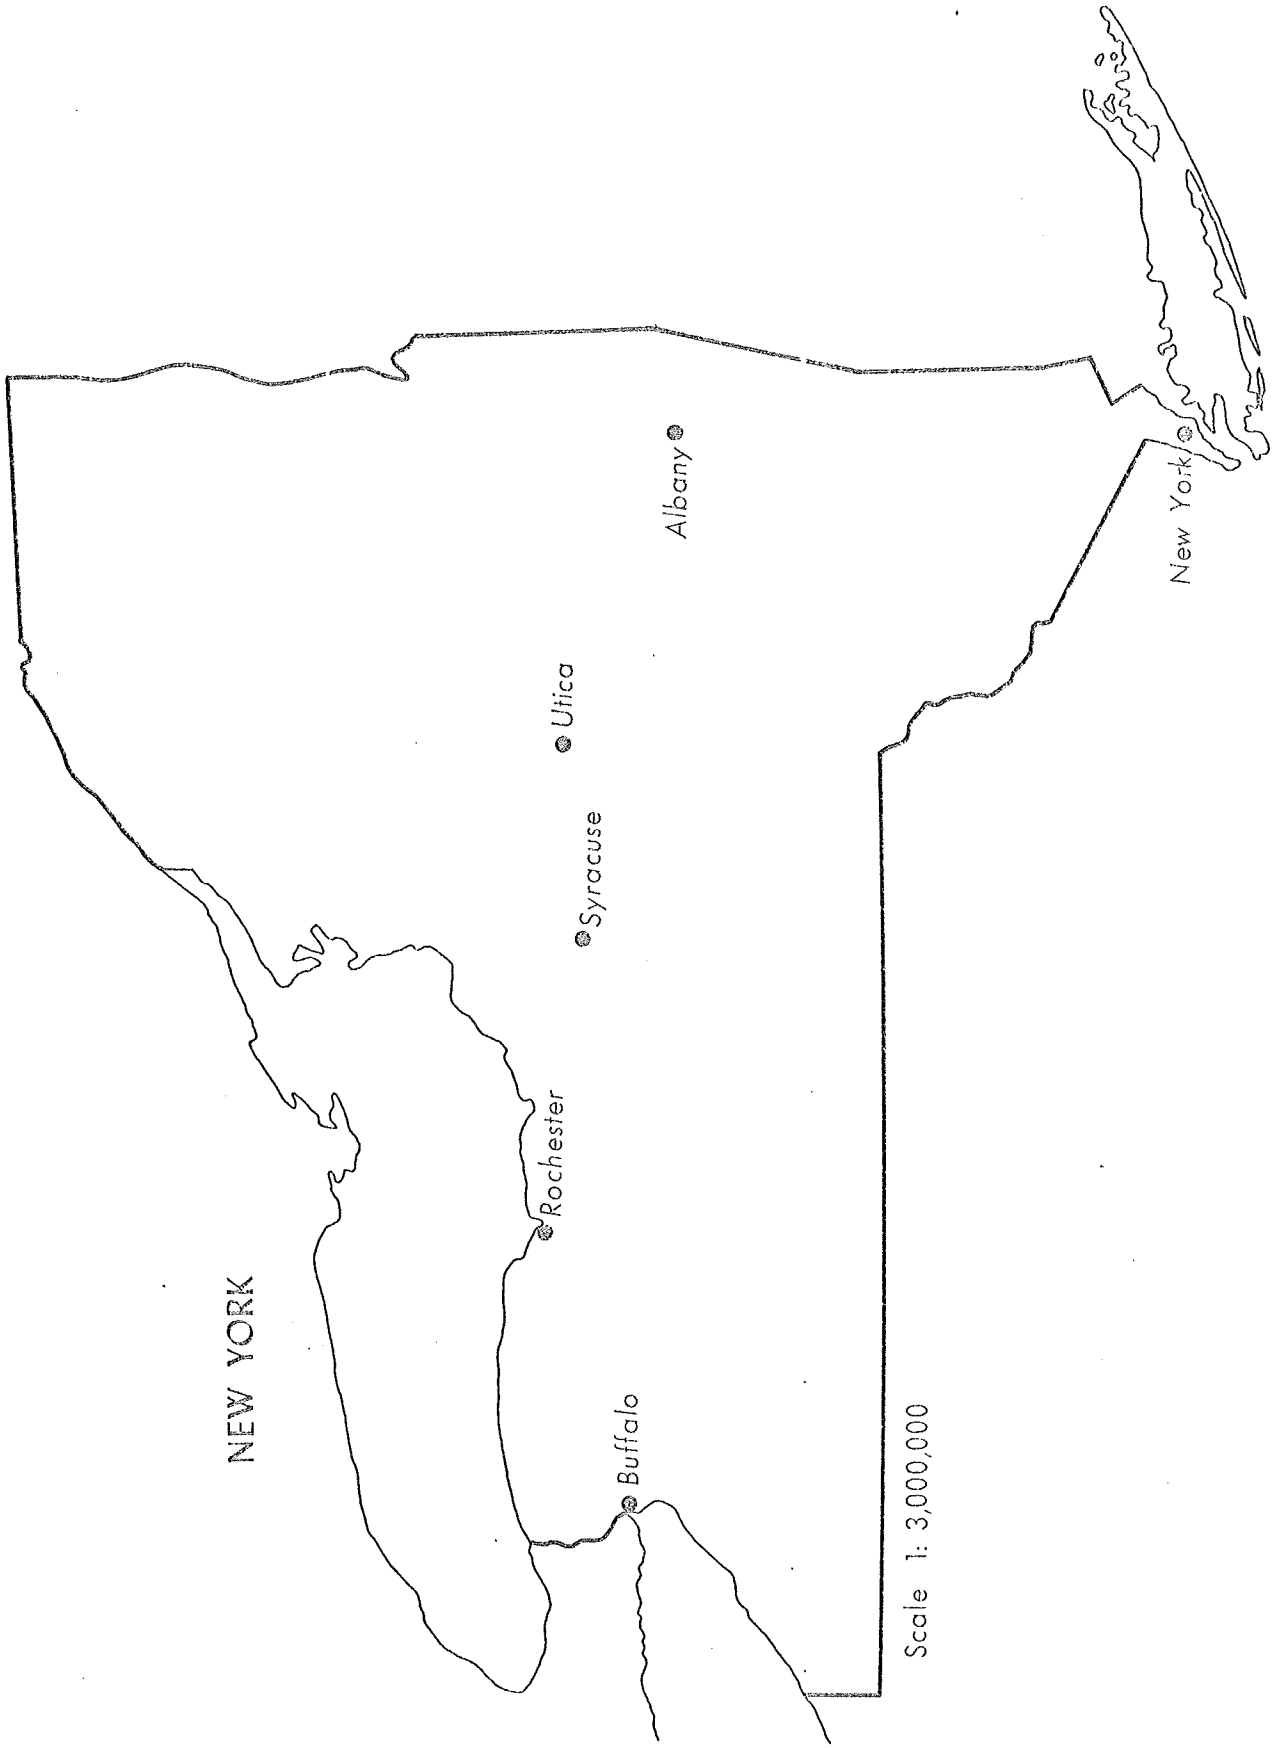 NEW YORK
Buffalo
Rochester
Syracuse
Utica
Albany
New York
Scale 1: 3,000,000